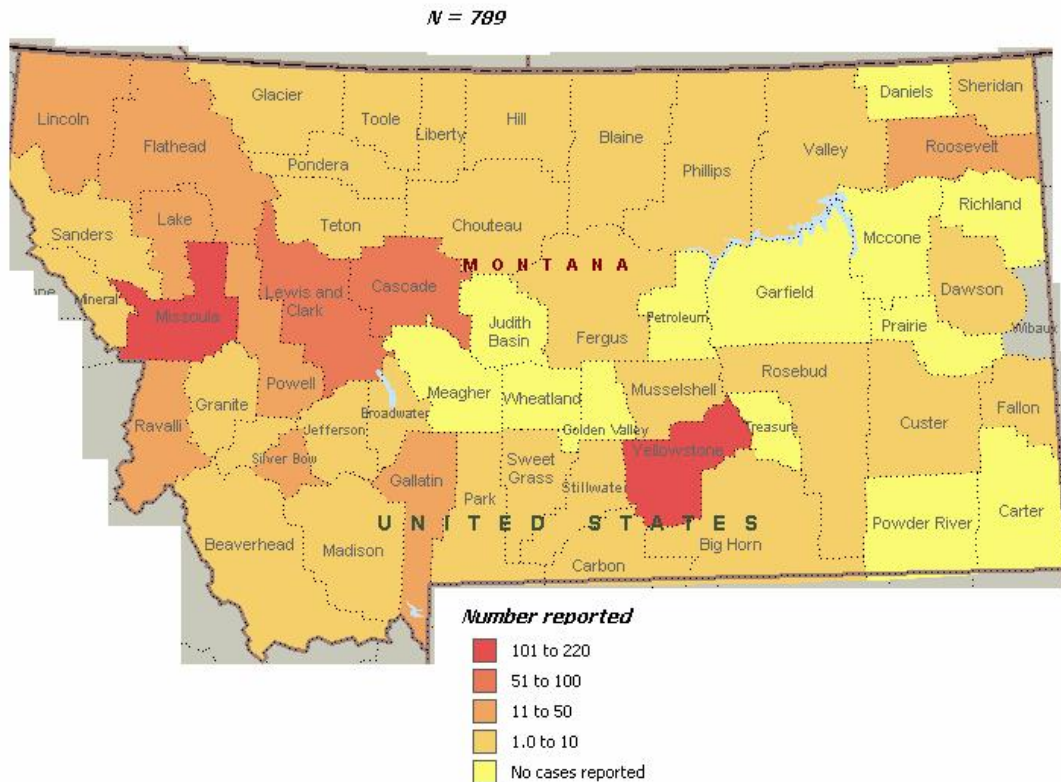 N = 789
Daniels
Sheridan
Glacier
Lincoln
Toole
Liberty
Hill
Blaine
Flathead
Valley
Roosevelt
Pondera
Phillips
Richland
Lake
Teton
Chouteau
Sanders
Mccone
MONTANA
Cascade
Lewis and
Clark
Garfield
Dawson
one
Mineral
Missoula
Judith
Basin
Petroleum
Prairie
Wibaux
Fergus
Rosebud
Powell
Meagher
Wheatland
Musselshell
Granite
Broadwater
Custer
Fallon
Ravalli
Jefferson
Golden Valley
Treasure
Silver Bow
Yellowstone
Gallatin
Sweet
Grass
Stillwater
Park
Carter
UNITED STATES
Powder River
Beaverhead
Madison
Big Horn
Carbon
Number reported
101 to 220
51 to 100
11 to 50
1.0 to 10
No cases reported